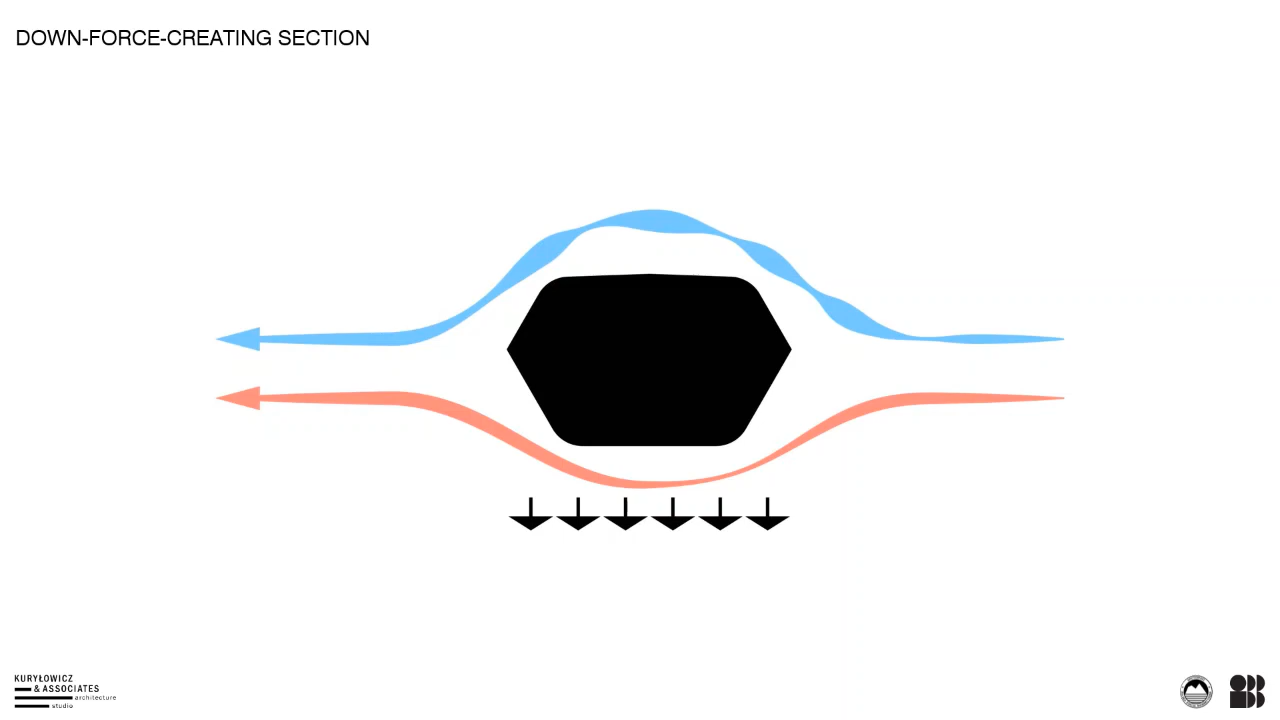 DOWN-FORCE-CREATING SECTION
KURYŁOWICZ
& ASSOCIATES
architecture
studio